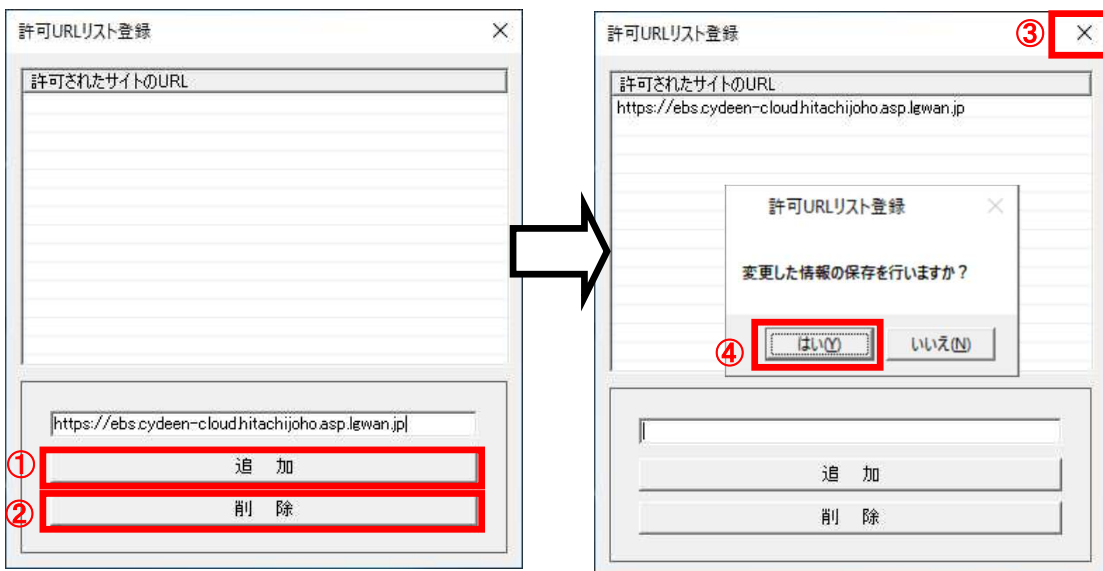 許可URLリスト登録
許可されたサイトのURL
https://ebs.cydeen-cloud.hitachijoho.asp.lgwan.jp
① 追 加
② 削 除
許可URLリスト登録
③
許可されたサイトのURL
https://ebs.cydeen-cloud.hitachijoho.asp.lgwan.jp
許可URLリスト登録
変更した情報の保存を行いますか？
④ はい(Y) いいえ(N)
追 加
削 除